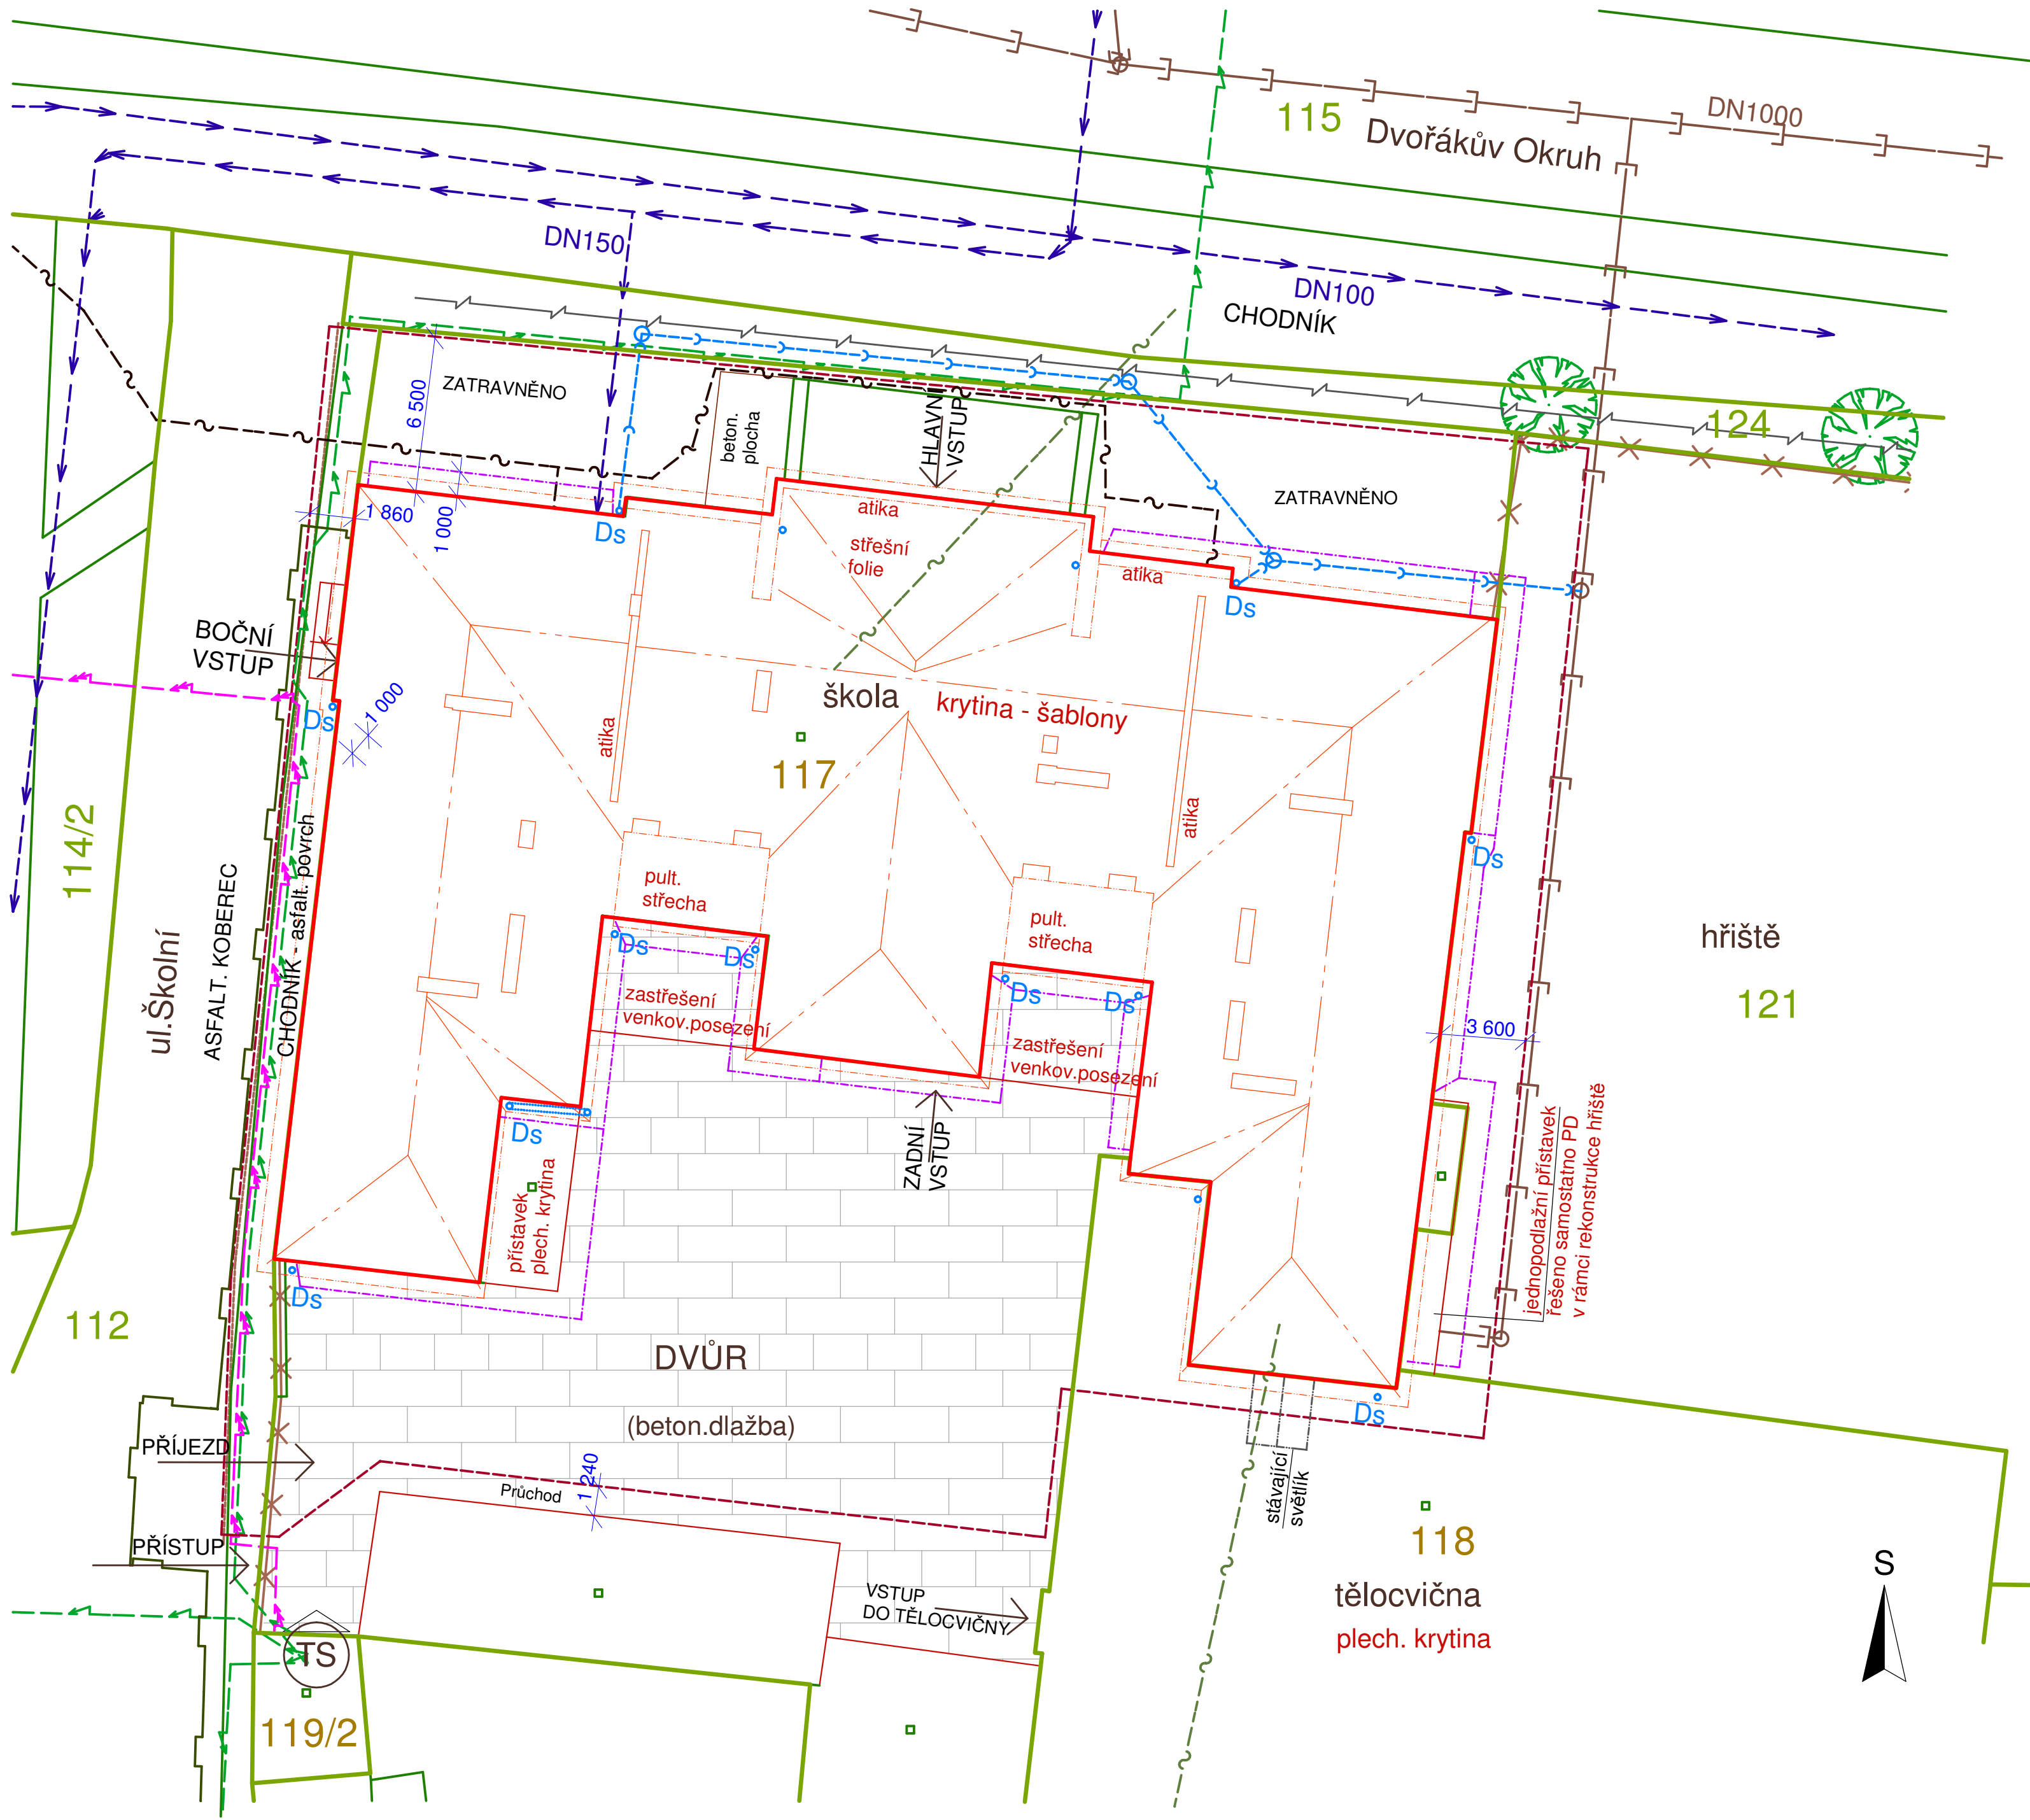 115
DN1000
Dvořákův Okruh
DN150
DN100
CHODNÍK
ZATRAVNĚNO
6 500
beton.
plocha
HLAVNÍ
VSTUP
124
ZATRAVNĚNO
1 860
1 000
Ds
atika
střešní
folie
atika
Ds
BOČNÍ
VSTUP
Ds
1 000
škola
krytina - šablony
atika
117
atika
Ds
114/2
ul.Školní
ASFALT. KOBEREC
CHODNÍK - asfalt. povrch
pult.
střecha
pult.
střecha
Ds
Ds
Ds
Ds
zastřešení
venkov.posezení
zastřešení
venkov.posezení
hřiště
121
3 600
Ds
přístavek
plech. krytina
ZADNÍ
VSTUP
jednopodlažní přístavek
řešeno samostatno PD
v rámci rekonstrukce hřiště
Ds
112
DVŮR
(beton.dlažba)
Ds
PŘÍJEZD
1 240
Průchod
stávající
světlík
PŘÍSTUP
118
tělocvična
plech. krytina
VSTUP
DO TĚLOCVIČNY
S
TS
119/2